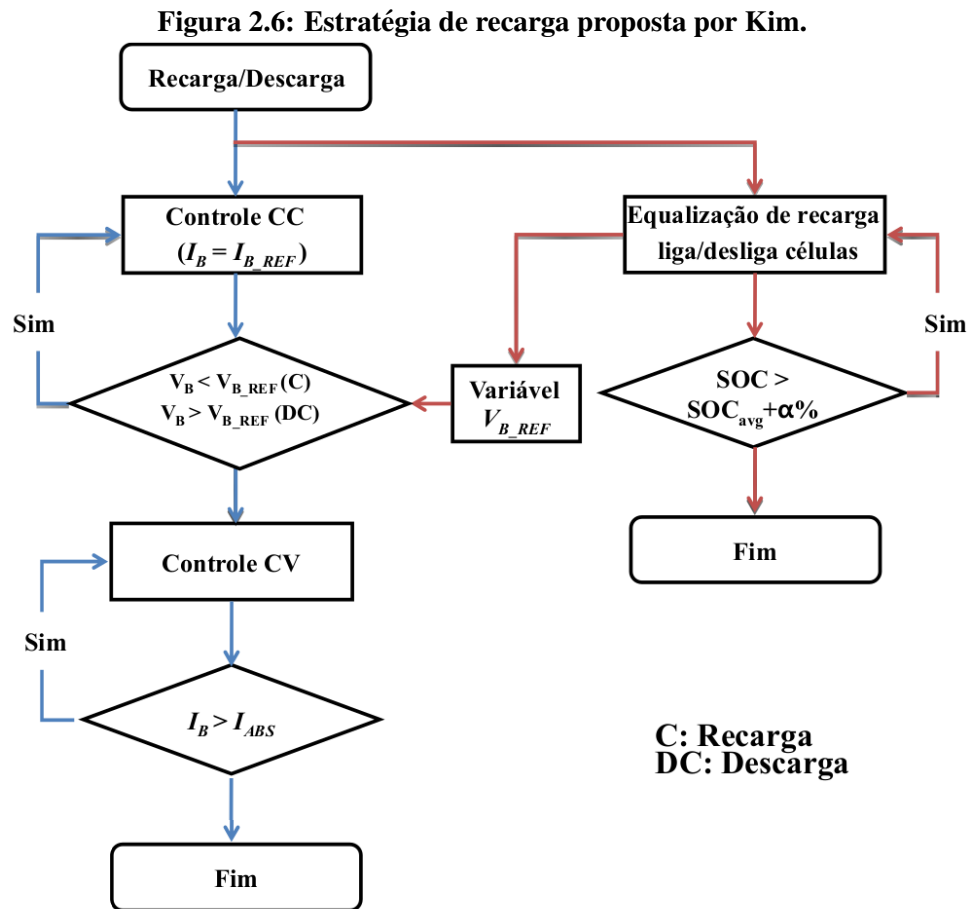 Figura 2.6: Estratégia de recarga proposta por Kim.
Recarga/Descarga
Controle CC
(I_B = I_B_REF)
Sim
V_B < V_B_REF (C)
V_B > V_B_REF (DC)
Controle CV
Sim
I_B > I_ABS
Fim
Equalização de recarga
liga/desliga células
Variável
V_B_REF
SOC >
SOC_avg+α%
Sim
Fim
C: Recarga
DC: Descarga